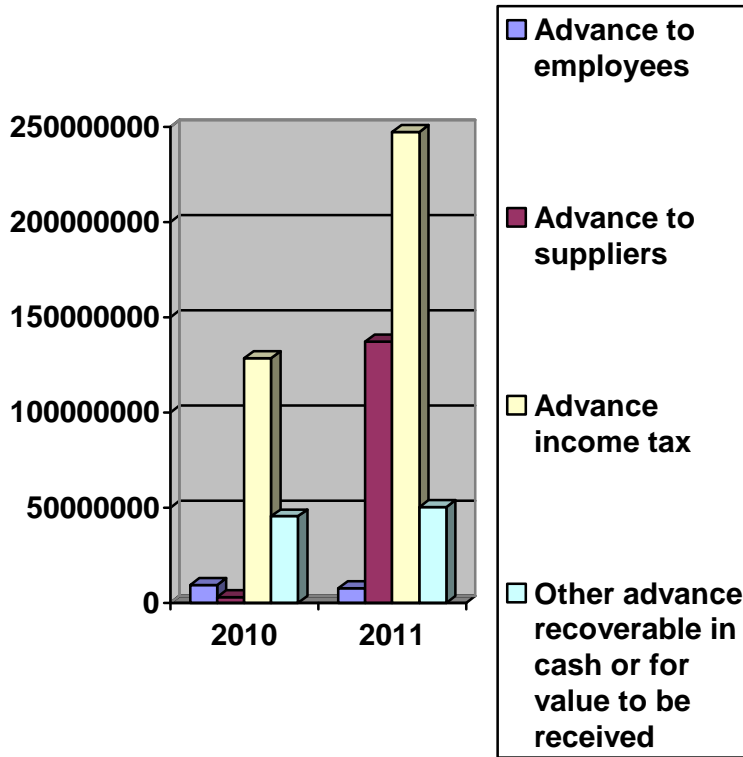 250000000
200000000
150000000
100000000
50000000
0
2010
2011
Advance to
employees
Advance to
suppliers
Advance
income tax
Other advance
recoverable in
cash or for
value to be
received